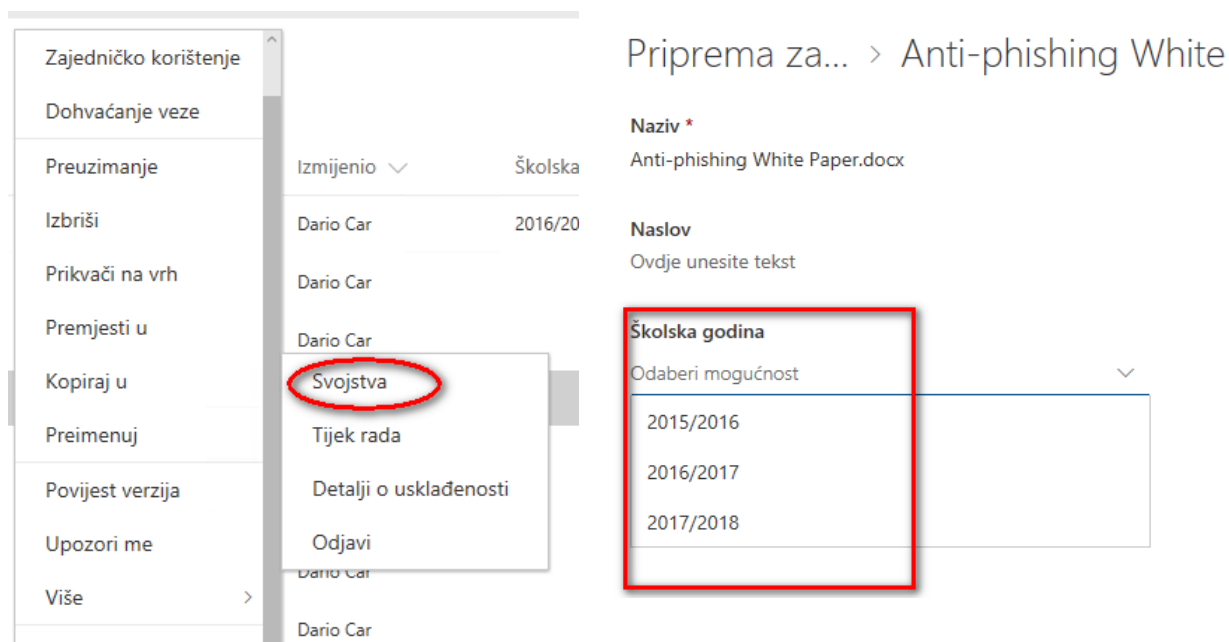 Zajedničko korištenje
Dohvaćanje veze
Preuzimanje
Izbriši
Prikvači na vrh
Premjesti u
Kopiraj u
Preimenuj
Povijest verzija
Upozori me
Više
Izmijenio
Školska
Dario Car
2016/20
Dario Car
Dario Car
Svojstva
Tijek rada
Detalji o usklađenosti
Odjavi
Dario Car
Dario Car
Priprema za... > Anti-phishing White
Naziv *
Anti-phishing White Paper.docx
Naslov
Ovdje unesite tekst
Školska godina
Odaberi mogućnost
2015/2016
2016/2017
2017/2018